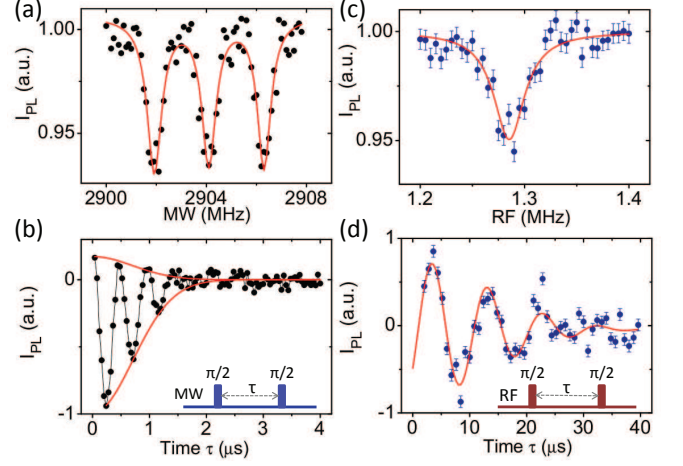 (a)
1.00
0.95
I_PL (a.u.)
2900 2904 2908
MW (MHz)
(c)
1.00
0.95
I_PL (a.u.)
1.2 1.3 1.4
RF (MHz)
(b)
0
-1
I_PL (a.u.)
π/2 π/2
MW τ
0 1 2 3 4
Time τ (μs)
(d)
1
0
-1
I_PL (a.u.)
π/2 π/2
RF τ
0 10 20 30 40
Time τ (μs)